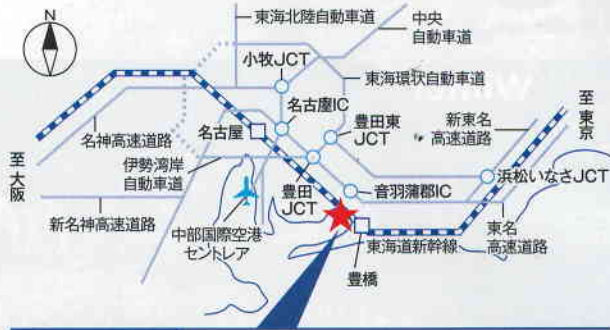 N
東海北陸自動車道
中央
自動車道
小牧JCT
東海環状自動車道
名古屋IC
名古屋
豊田東
JCT
新東名
高速道路
至東京
名神高速道路
至大阪
伊勢湾岸
自動車道
豊田
JCT
音羽蒲郡IC
浜松いなさJCT
新名神高速道路
中部国際空港
セントレア
東海道新幹線
東名
高速道路
豊橋